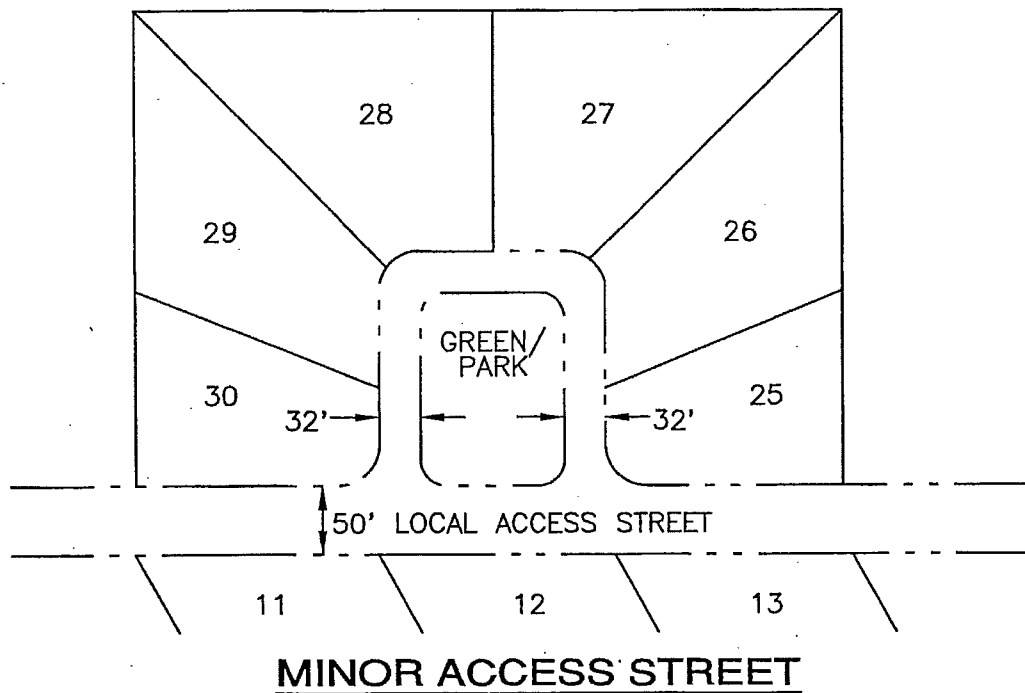 28
27
29
26
GREEN/
PARK
30
25
32'
32'
50' LOCAL ACCESS STREET
11
12
13
MINOR ACCESS STREET